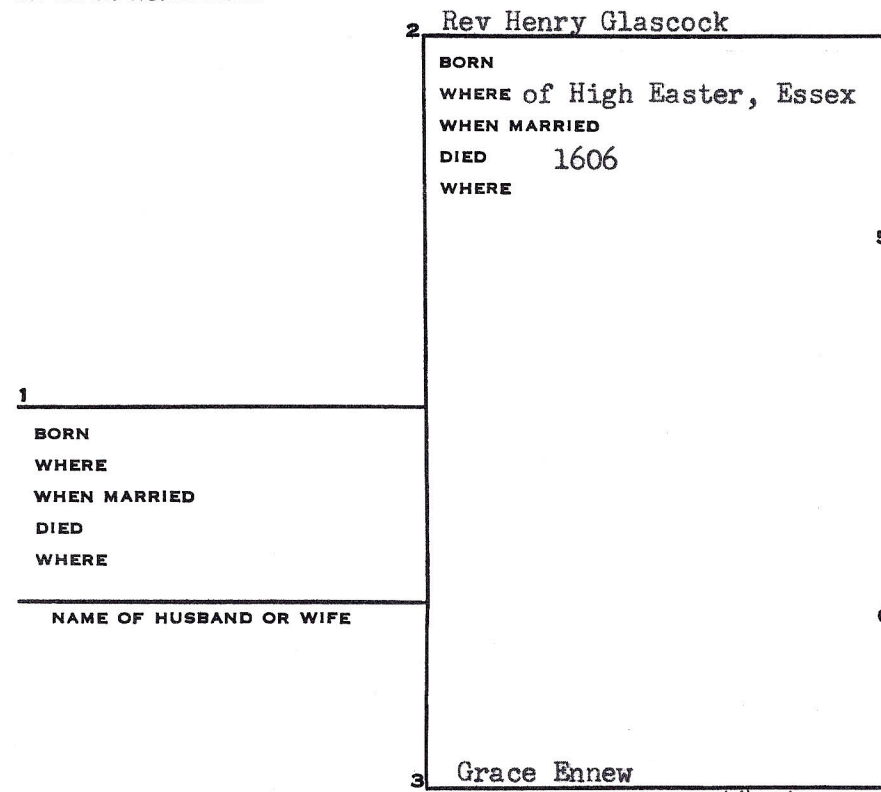 2 Rev Henry Glascock
BORN
WHERE of High Easter, Essex
WHEN MARRIED
DIED 1606
WHERE
1
BORN
WHERE
WHEN MARRIED
DIED
WHERE
NAME OF HUSBAND OR WIFE
3 Grace Ennew